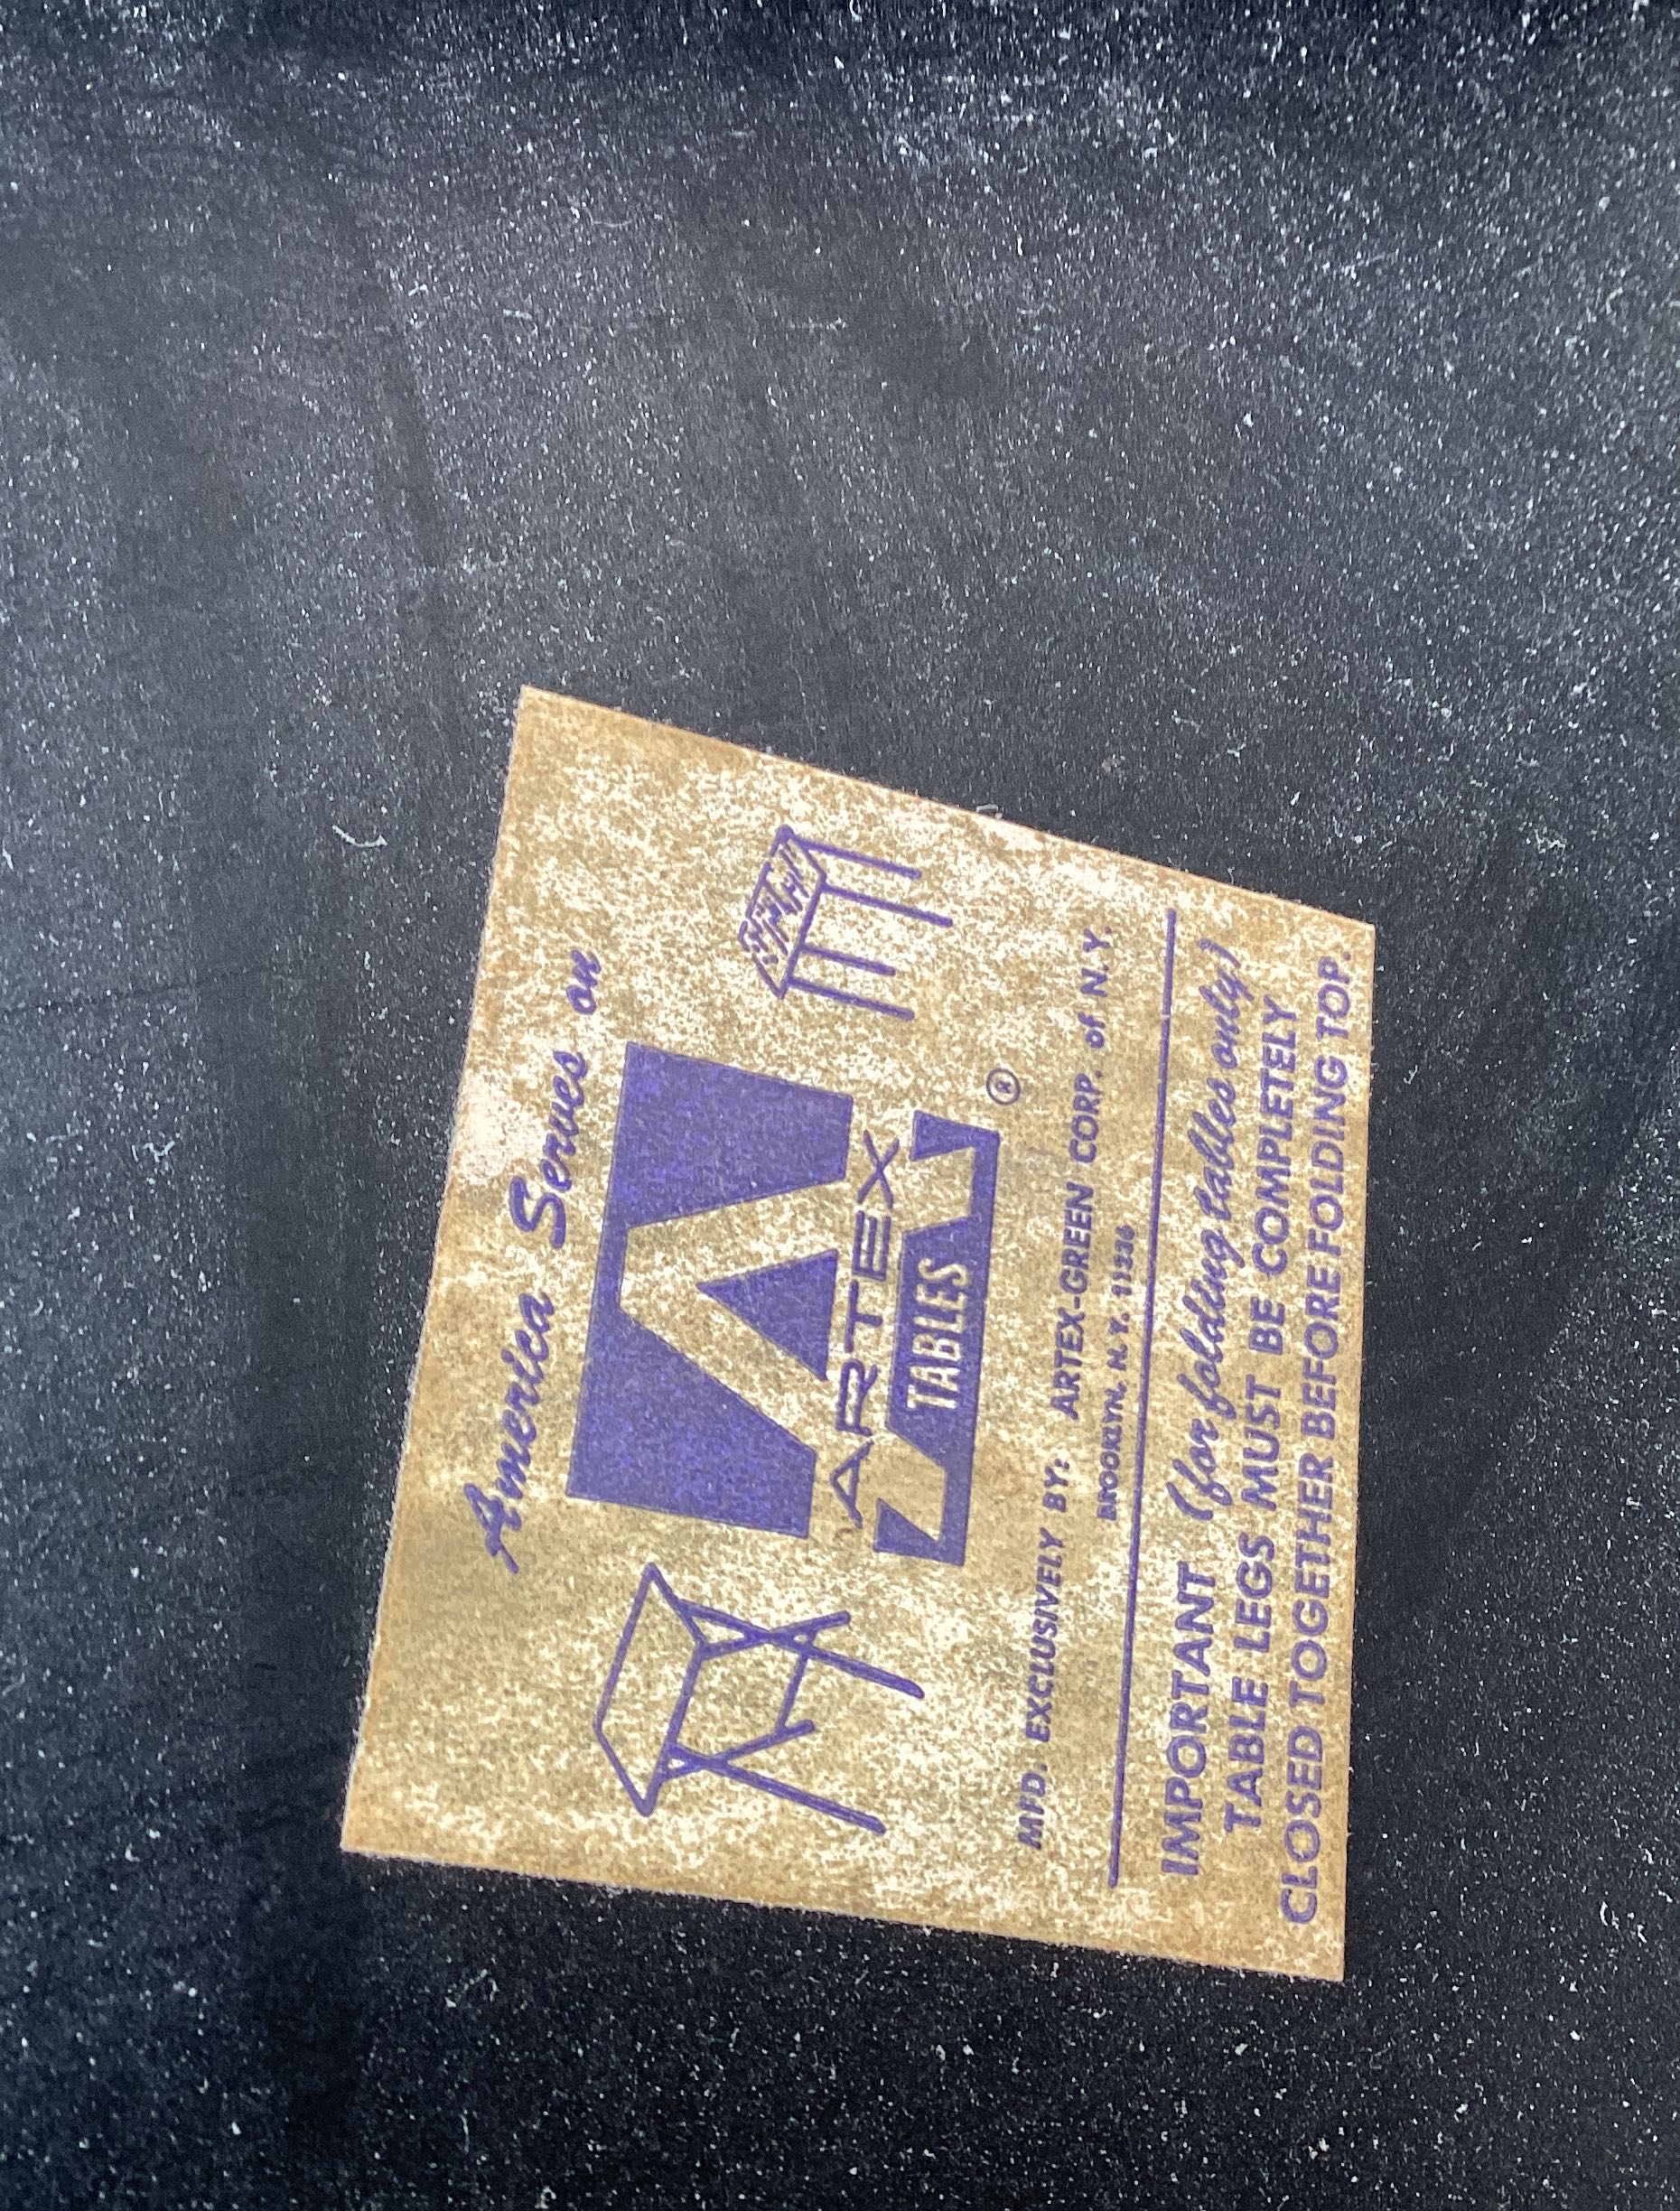 America Serves on
ARTEX
TABLES ®
MFD. EXCLUSIVELY BY: ARTEX-GREEN CORP. of N.Y.
BROOKLYN, N.Y. 11236
IMPORTANT (for folding tables only)
TABLE LEGS MUST BE COMPLETELY
CLOSED TOGETHER BEFORE FOLDING TOP.